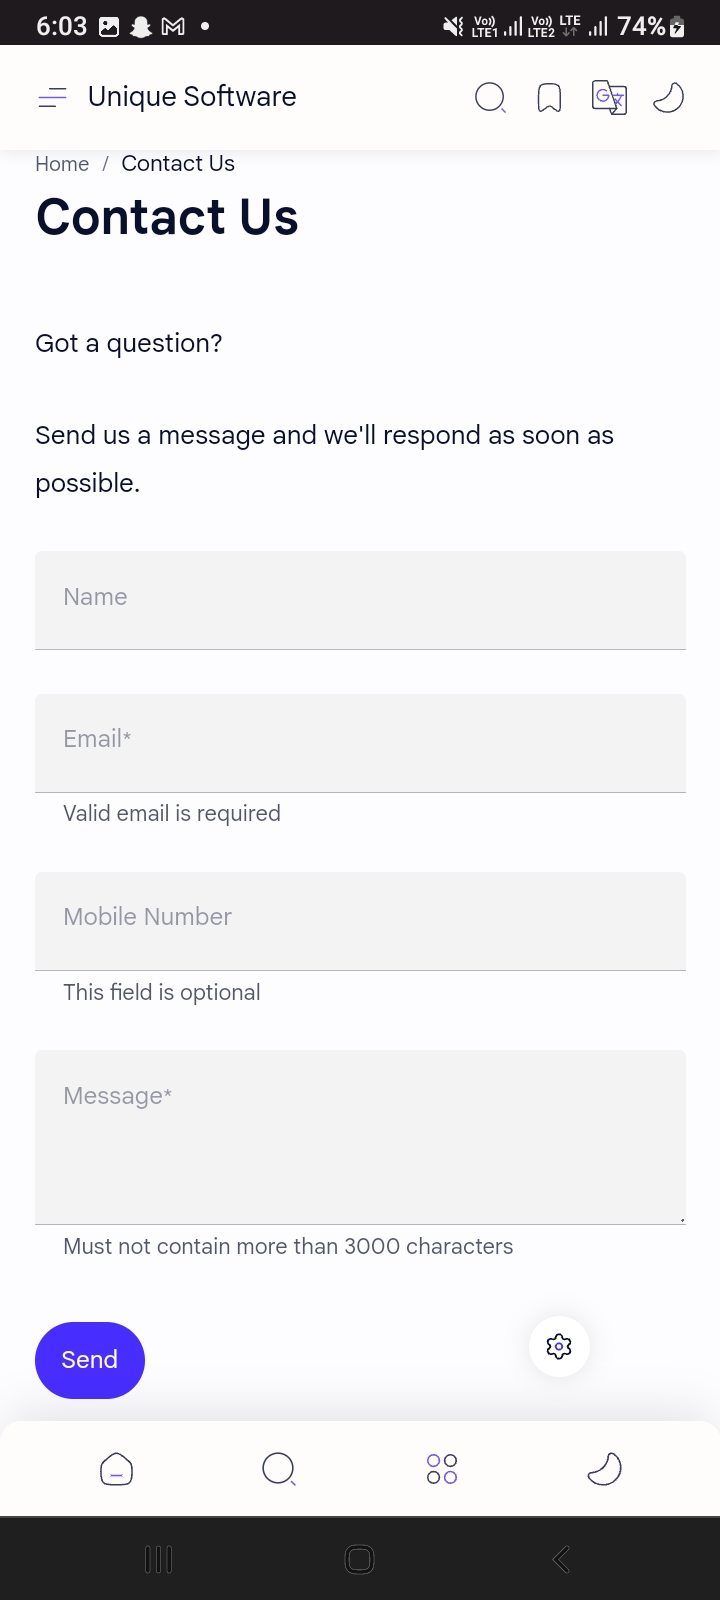 6:03
Vo)) LTE1 Vo)) LTE2 LTE 74%
Unique Software
Home / Contact Us
Contact Us
Got a question?
Send us a message and we'll respond as soon as
possible.
Name
Email*
Valid email is required
Mobile Number
This field is optional
Message*
Must not contain more than 3000 characters
Send